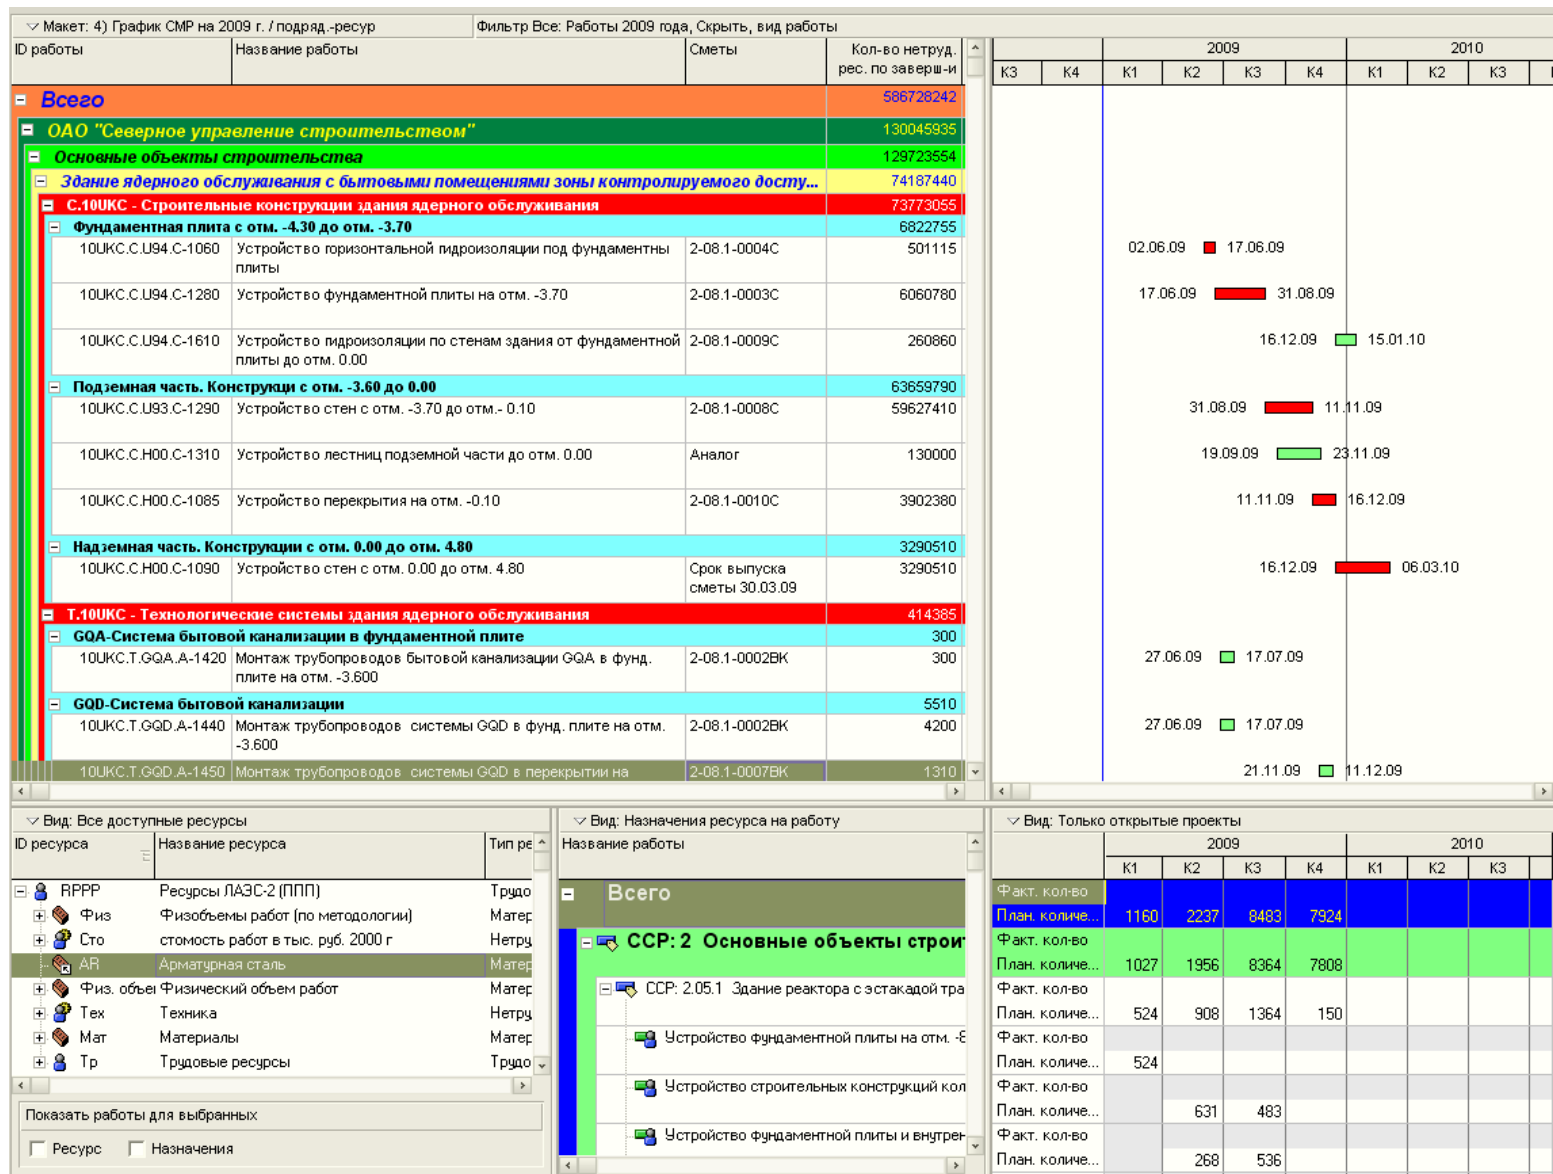 Макет: 4) График СМР на 2009 г. / подряд.-ресур
Фильтр Все: Работы 2009 года, Скрыть, вид работы
ID работы Название работы Сметы Кол-во нетруд. рес. по заверш-и
2009 2010
К3 К4 К1 К2 К3 К4 К1 К2 К3
Всего 586728242
ОАО "Северное управление строительством" 130045935
Основные объекты строительства 129723554
Здание ядерного обслуживания с бытовыми помещениями зоны контролируемого досту... 74187440
C.10UKC - Строительные конструкции здания ядерного обслуживания 73773055
Фундаментная плита с отм. -4.30 до отм. -3.70 6822755
10UKC.C.U94.C-1060 Устройство горизонтальной гидроизоляции под фундаментны 2-08.1-0004С 501115 02.06.09 17.06.09
плиты
10UKC.C.U94.C-1280 Устройство фундаментной плиты на отм. -3.70 2-08.1-0003С 6060780 17.06.09 31.08.09
10UKC.C.U94.C-1610 Устройство гидроизоляции по стенам здания от фундаментной 2-08.1-0009С 260860 16.12.09 15.01.10
плиты до отм. 0.00
Подземная часть. Конструкци с отм. -3.60 до 0.00 63659790
10UKC.C.U93.C-1290 Устройство стен с отм. -3.70 до отм.- 0.10 2-08.1-0008С 59627410 31.08.09 11.11.09
10UKC.C.H00.C-1310 Устройство лестниц подземной части до отм. 0.00 Аналог 130000 19.09.09 23.11.09
10UKC.C.H00.C-1085 Устройство перекрытия на отм. -0.10 2-08.1-0010С 3902380 11.11.09 16.12.09
Надземная часть. Конструкции с отм. 0.00 до отм. 4.80 3290510
10UKC.C.H00.C-1090 Устройство стен с отм. 0.00 до отм. 4.80 Срок выпуска 3290510 16.12.09 06.03.10
сметы 30.03.09
T.10UKC - Технологические системы здания ядерного обслуживания 414385
GQA-Система бытовой канализации в фундаментной плите 300
10UKC.T.GQA.A-1420 Монтаж трубопроводов бытовой канализации GQA в фунд. 2-08.1-0002ВК 300 27.06.09 17.07.09
плите на отм. -3.600
GQD-Система бытовой канализации 5510
10UKC.T.GQD.A-1440 Монтаж трубопроводов системы GQD в фунд. плите на отм. 2-08.1-0002ВК 4200 27.06.09 17.07.09
-3.600
10UKC.T.GQD.A-1450 Монтаж трубопроводов системы GQD в перекрытии на 2-08.1-0007ВК 1310 21.11.09 11.12.09
Вид: Все доступные ресурсы
ID ресурса Название ресурса Тип ре
RPPP Ресурсы ЛАЭС-2 (ППП) Трудо
Физ Физобъемы работ (по методологии) Матер
Сто стомость работ в тыс. руб. 2000 г Нетру
AR Арматурная сталь Матер
Физ. объе Физический объем работ Матер
Тех Техника Нетру
Мат Материалы Матер
Тр Трудовые ресурсы Трудо
Показать работы для выбранных
Ресурс Назначения
Вид: Назначения ресурса на работу
Название работы
Всего
ССР: 2 Основные объекты строит
ССР: 2.05.1 Здание реактора с эстакадой тра
Устройство фундаментной плиты на отм. -8
Устройство строительных конструкций кол
Устройство фундаментной плиты и внутрен
Вид: Только открытые проекты
2009 2010
К1 К2 К3 К4 К1 К2 К3
Факт. кол-во
План. количе... 1160 2237 8483 7924
Факт. кол-во
План. количе... 1027 1956 8364 7808
Факт. кол-во
План. количе... 524 908 1364 150
Факт. кол-во
План. количе... 524
Факт. кол-во
План. количе... 631 483
Факт. кол-во
План. количе... 268 536